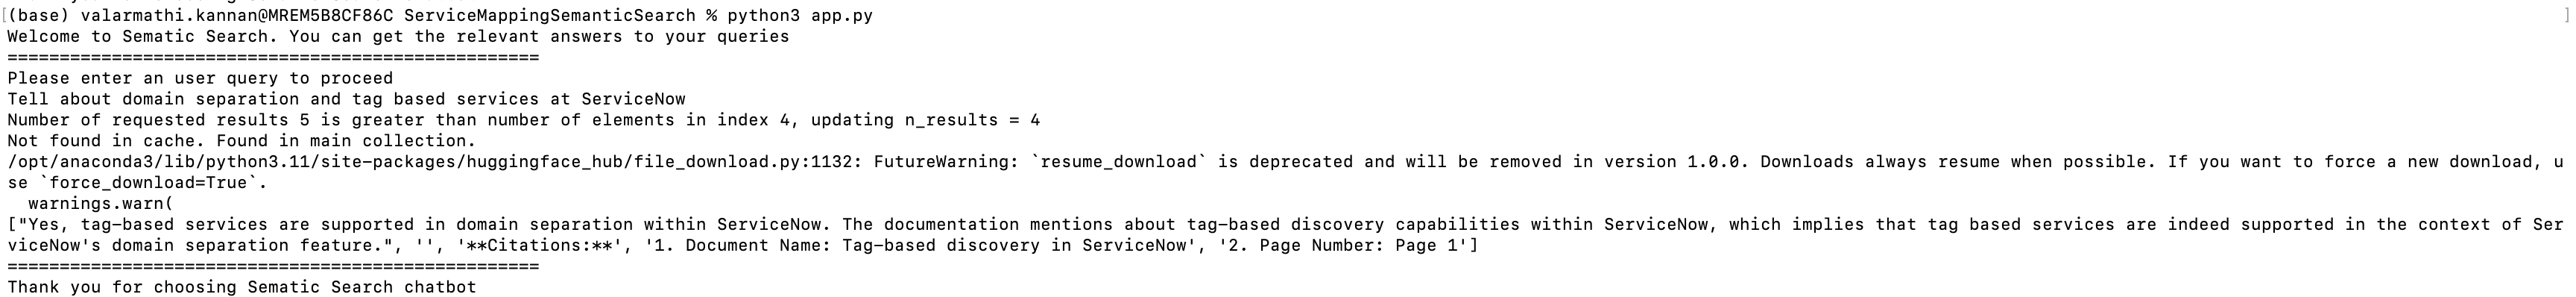 [(base) valarmathi.kannan@MREM5B8CF86C ServiceMappingSemanticSearch % python3 app.py ]
Welcome to Sematic Search. You can get the relevant answers to your queries
===================================================
Please enter an user query to proceed
Tell about domain separation and tag based services at ServiceNow
Number of requested results 5 is greater than number of elements in index 4, updating n_results = 4
Not found in cache. Found in main collection.
/opt/anaconda3/lib/python3.11/site-packages/huggingface_hub/file_download.py:1132: FutureWarning: `resume_download` is deprecated and will be removed in version 1.0.0. Downloads always resume when possible. If you want to force a new download, u
se `force_download=True`.
  warnings.warn(
["Yes, tag-based services are supported in domain separation within ServiceNow. The documentation mentions about tag-based discovery capabilities within ServiceNow, which implies that tag based services are indeed supported in the context of Ser
viceNow's domain separation feature.", '', '**Citations:**', '1. Document Name: Tag-based discovery in ServiceNow', '2. Page Number: Page 1']
===================================================
Thank you for choosing Sematic Search chatbot